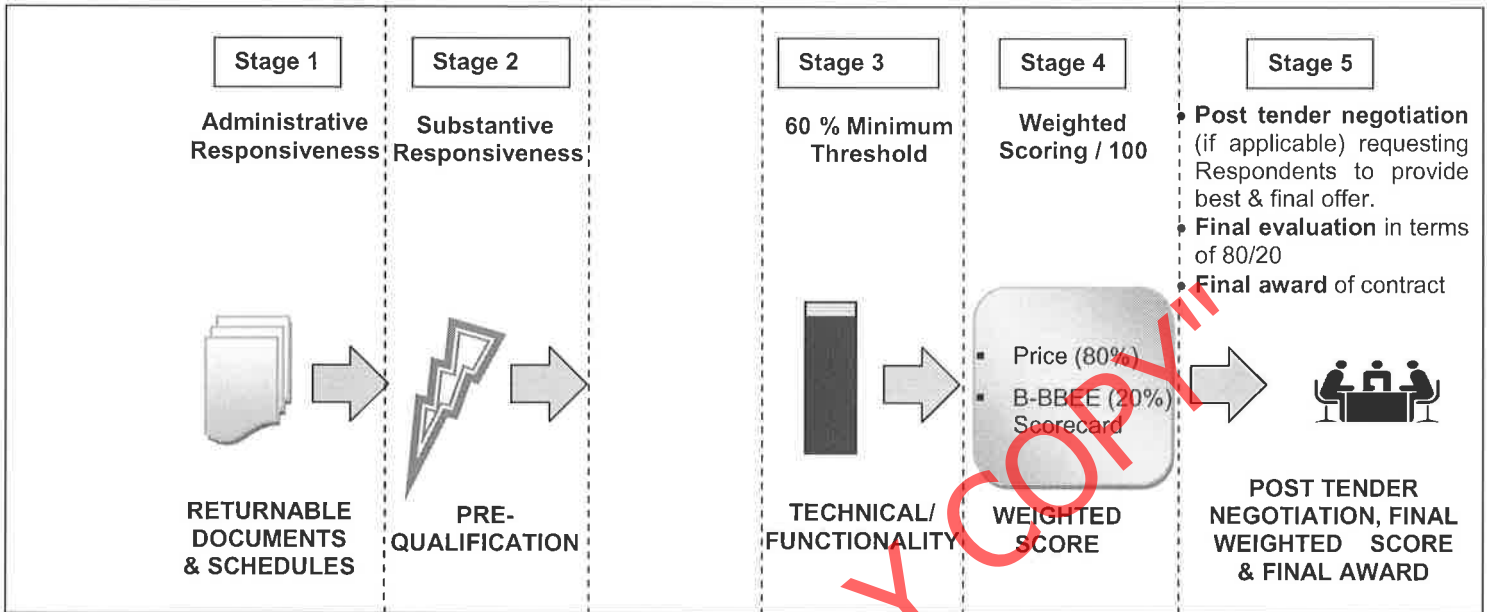 Stage 1
Administrative
Responsiveness
RETURNABLE
DOCUMENTS
& SCHEDULES
Stage 2
Substantive
Responsiveness
PRE-
QUALIFICATION
Stage 3
60 % Minimum
Threshold
TECHNICAL/
FUNCTIONALITY
Stage 4
Weighted
Scoring / 100
▪ Price (80%)
▪ B-BBEE (20%)
Scorecard
WEIGHTED
SCORE
Stage 5
• Post tender negotiation
(if applicable) requesting
Respondents to provide
best & final offer.
• Final evaluation in terms
of 80/20
• Final award of contract
POST TENDER
NEGOTIATION, FINAL
WEIGHTED SCORE
& FINAL AWARD
Y COPY"